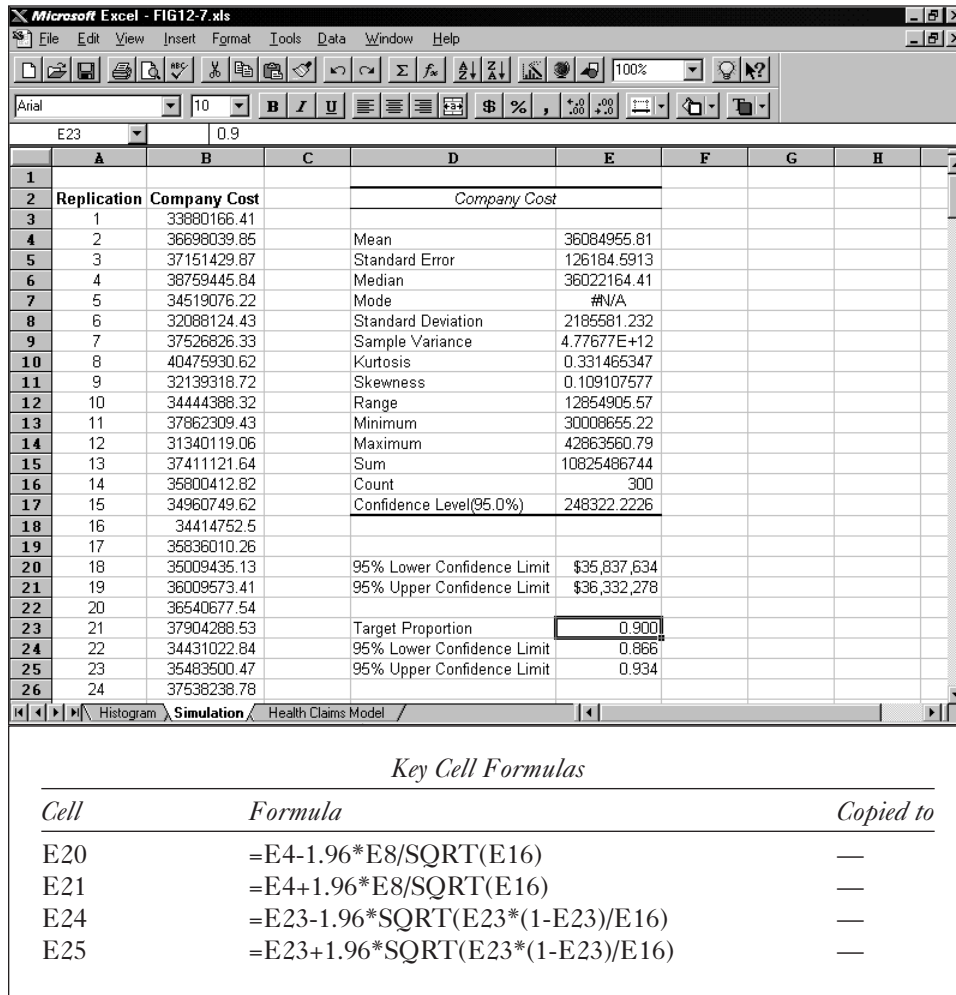 Microsoft Excel - FIG12-7.xls
File Edit View Insert Format Tools Data Window Help
100%
Arial 10 B I U $ % ,
E23 0.9
A B C D E F G H
1
2 Replication Company Cost Company Cost
3 1 33880166.41
4 2 36698039.85 Mean 36084955.81
5 3 37151429.87 Standard Error 126184.5913
6 4 38759445.84 Median 36022164.41
7 5 34519076.22 Mode #N/A
8 6 32088124.43 Standard Deviation 2185581.232
9 7 37526826.33 Sample Variance 4.77677E+12
10 8 40475930.62 Kurtosis 0.331465347
11 9 32139318.72 Skewness 0.109107577
12 10 34444388.32 Range 12854905.57
13 11 37862309.43 Minimum 30008655.22
14 12 31340119.06 Maximum 42863560.79
15 13 37411121.64 Sum 10825486744
16 14 35800412.82 Count 300
17 15 34960749.62 Confidence Level(95.0%) 248322.2226
18 16 34414752.5
19 17 35836010.26
20 18 35009435.13 95% Lower Confidence Limit $35,837,634
21 19 36009573.41 95% Upper Confidence Limit $36,332,278
22 20 36540677.54
23 21 37904288.53 Target Proportion 0.900
24 22 34431022.84 95% Lower Confidence Limit 0.866
25 23 35483500.47 95% Upper Confidence Limit 0.934
26 24 37538238.78
Histogram Simulation Health Claims Model
Key Cell Formulas
Cell Formula Copied to
E20 =E4-1.96*E8/SQRT(E16) —
E21 =E4+1.96*E8/SQRT(E16) —
E24 =E23-1.96*SQRT(E23*(1-E23)/E16) —
E25 =E23+1.96*SQRT(E23*(1-E23)/E16) —